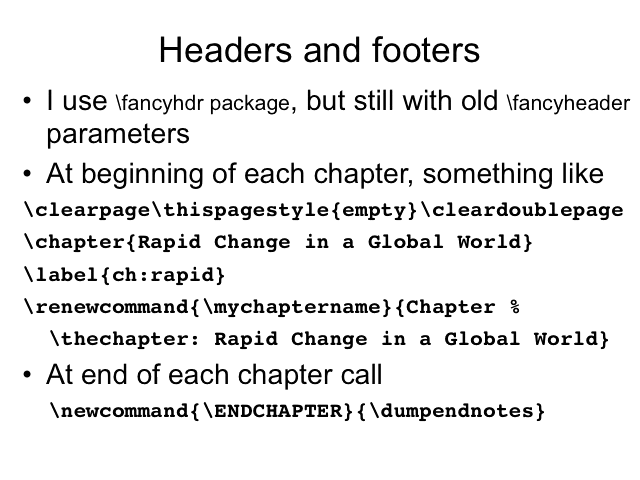 Headers and footers
• I use \fancyhdr package, but still with old \fancyheader
parameters
• At beginning of each chapter, something like
\clearpage\thispagestyle{empty}\cleardoublepage
\chapter{Rapid Change in a Global World}
\label{ch:rapid}
\renewcommand{\mychaptername}{Chapter %
\thechapter: Rapid Change in a Global World}
• At end of each chapter call
\newcommand{\ENDCHAPTER}{\dumpendnotes}